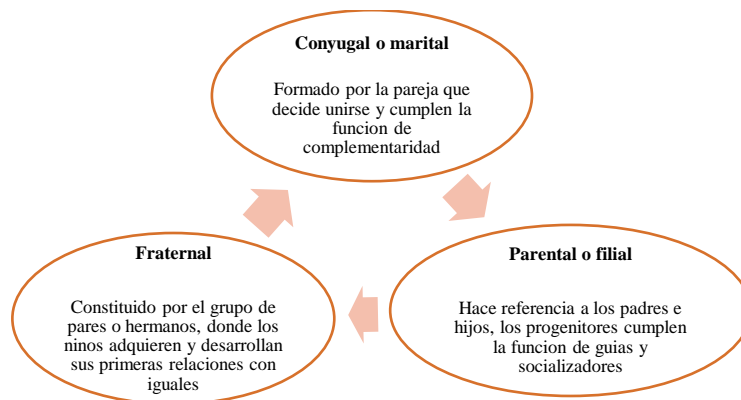 Conyugal o marital
Formado por la pareja que
decide unirse y cumplen la
funcion de
complementaridad
Parental o filial
Hace referencia a los padres e
hijos, los progenitores cumplen
la funcion de guias y
socializadores
Fraternal
Constituido por el grupo de
pares o hermanos, donde los
ninos adquieren y desarrollan
sus primeras relaciones con
iguales